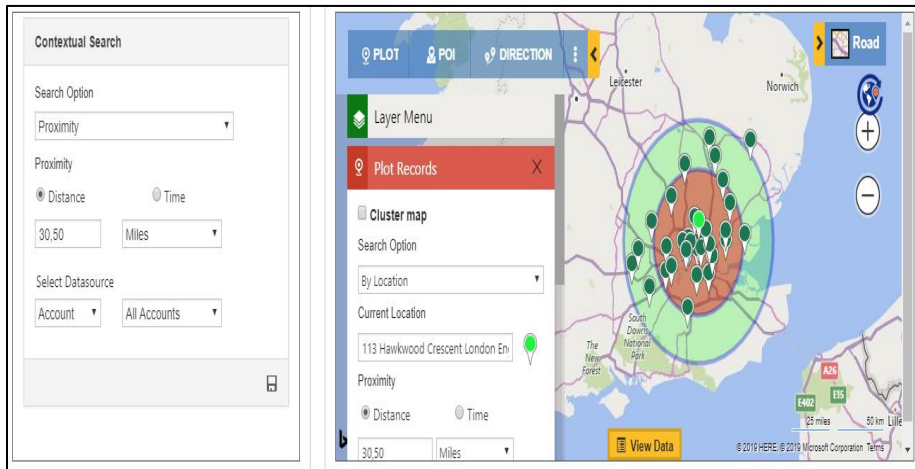 Contextual Search
Search Option
Proximity
Proximity
Distance Time
30,50 Miles
Select Datasource
Account All Accounts
PLOT POI DIRECTION
Road
Layer Menu
Plot Records X
Cluster map
Search Option
By Location
Current Location
113 Hawkwood Crescent London En
Proximity
Distance Time
30,50 Miles
Leicester
Norwich
South
Downs
National
Park
The
New
Forest
A26
E402 E15
25 miles 50 km Lille
View Data
© 2019 HERE, © 2019 Microsoft Corporation Terms